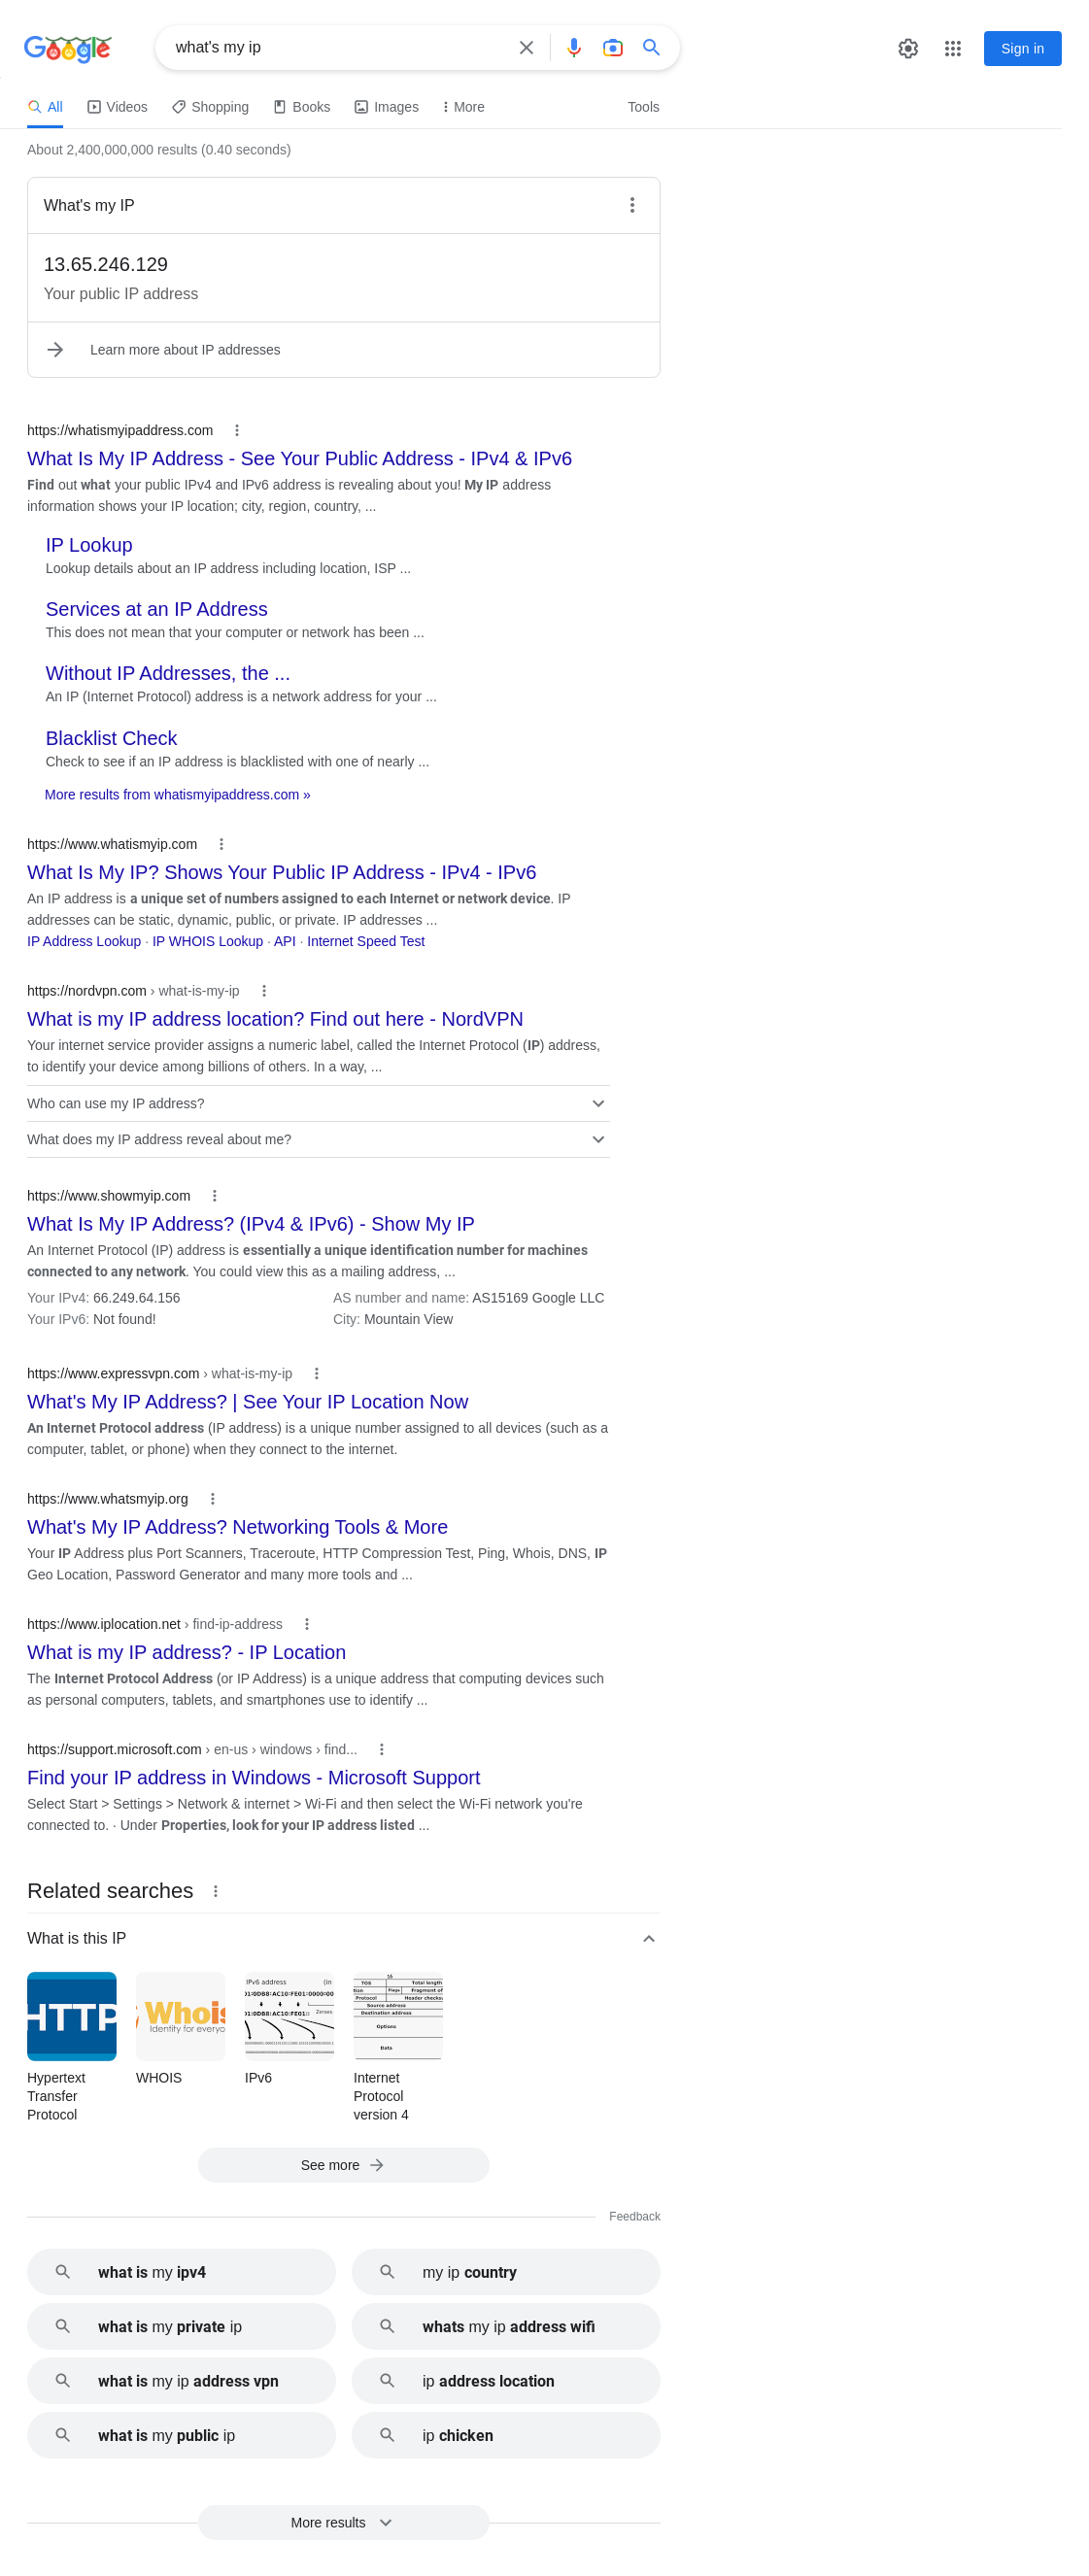 Google
what's my ip
Sign in
All
Videos
Shopping
Books
Images
More
Tools
About 2,400,000,000 results (0.40 seconds)
What's my IP
13.65.246.129
Your public IP address
Learn more about IP addresses
https://whatismyipaddress.com
What Is My IP Address - See Your Public Address - IPv4 & IPv6
Find out what your public IPv4 and IPv6 address is revealing about you! My IP address
information shows your IP location; city, region, country, ...
IP Lookup
Lookup details about an IP address including location, ISP ...
Services at an IP Address
This does not mean that your computer or network has been ...
Without IP Addresses, the ...
An IP (Internet Protocol) address is a network address for your ...
Blacklist Check
Check to see if an IP address is blacklisted with one of nearly ...
More results from whatismyipaddress.com »
https://www.whatismyip.com
What Is My IP? Shows Your Public IP Address - IPv4 - IPv6
An IP address is a unique set of numbers assigned to each Internet or network device. IP
addresses can be static, dynamic, public, or private. IP addresses ...
IP Address Lookup · IP WHOIS Lookup · API · Internet Speed Test
https://nordvpn.com › what-is-my-ip
What is my IP address location? Find out here - NordVPN
Your internet service provider assigns a numeric label, called the Internet Protocol (IP) address,
to identify your device among billions of others. In a way, ...
Who can use my IP address?
What does my IP address reveal about me?
https://www.showmyip.com
What Is My IP Address? (IPv4 & IPv6) - Show My IP
An Internet Protocol (IP) address is essentially a unique identification number for machines
connected to any network. You could view this as a mailing address, ...
Your IPv4: 66.249.64.156
AS number and name: AS15169 Google LLC
Your IPv6: Not found!
City: Mountain View
https://www.expressvpn.com › what-is-my-ip
What's My IP Address? | See Your IP Location Now
An Internet Protocol address (IP address) is a unique number assigned to all devices (such as a
computer, tablet, or phone) when they connect to the internet.
https://www.whatsmyip.org
What's My IP Address? Networking Tools & More
Your IP Address plus Port Scanners, Traceroute, HTTP Compression Test, Ping, Whois, DNS, IP
Geo Location, Password Generator and many more tools and ...
https://www.iplocation.net › find-ip-address
What is my IP address? - IP Location
The Internet Protocol Address (or IP Address) is a unique address that computing devices such
as personal computers, tablets, and smartphones use to identify ...
https://support.microsoft.com › en-us › windows › find...
Find your IP address in Windows - Microsoft Support
Select Start > Settings > Network & internet > Wi-Fi and then select the Wi-Fi network you're
connected to. · Under Properties, look for your IP address listed ...
Related searches
What is this IP
HTTP
Whois
Identity for everyo
IPv6 address (in
Total length
Fragment of
Protocol
Header checksu
Source address
Destination address
Options
Data
Hypertext
Transfer
Protocol
WHOIS
IPv6
Internet
Protocol
version 4
See more
Feedback
what is my ipv4
my ip country
what is my private ip
whats my ip address wifi
what is my ip address vpn
ip address location
what is my public ip
ip chicken
More results